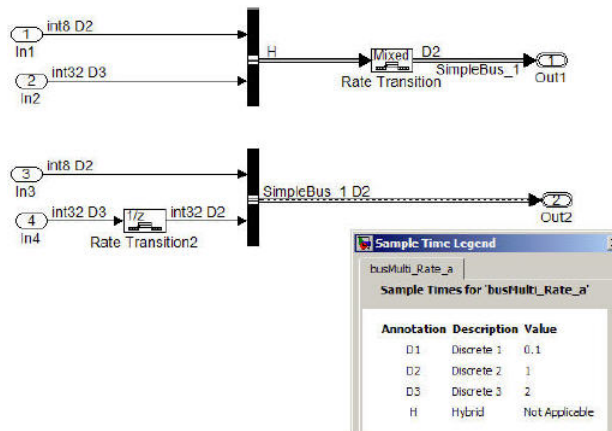 1
In1
int8 D2
2
In2
int32 D3
H
Mixed
D2
Rate Transition
SimpleBus_1
1
Out1
3
In3
int8 D2
4
In4
int32 D3
1/z
int32 D2
Rate Transition2
SimpleBus_1 D2
2
Out2
Sample Time Legend
busMulti_Rate_a
Sample Times for 'busMulti_Rate_a'
Annotation Description Value
D1 Discrete 1 0.1
D2 Discrete 2 1
D3 Discrete 3 2
H Hybrid Not Applicable